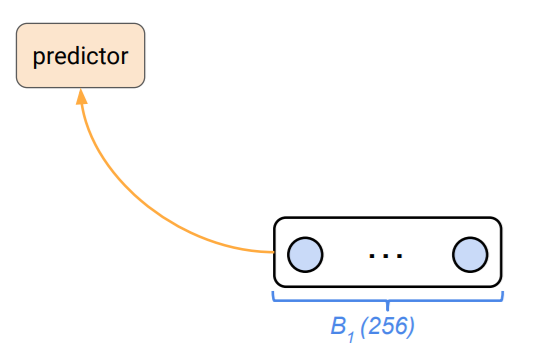 predictor
...
B₁ (256)